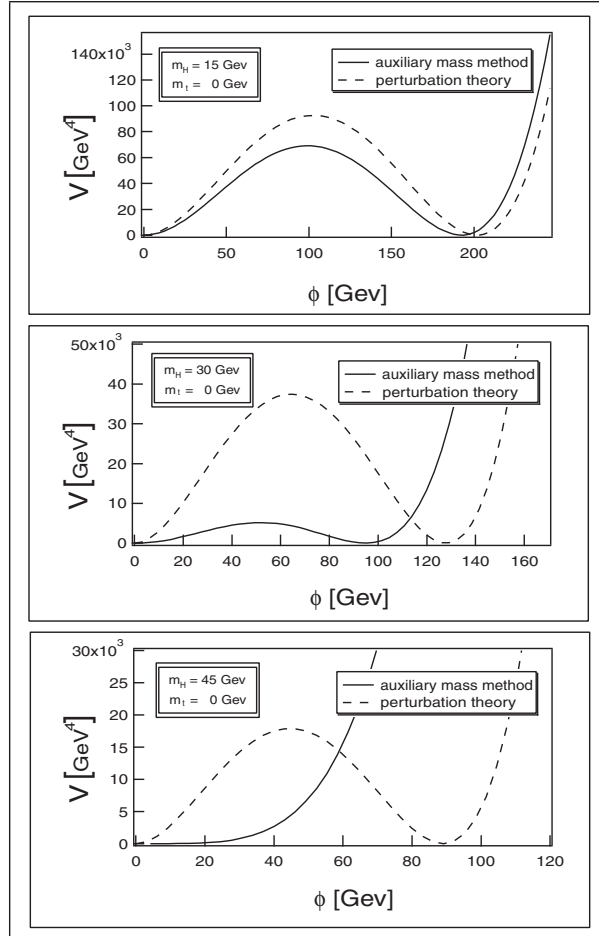 140x10³
120
100
80
60
40
20
0
V [GeV⁴]
m_H = 15 Gev
m_t = 0 Gev
auxiliary mass method
perturbation theory
0 50 100 150 200
ϕ [Gev]
50x10³
40
30
20
10
0
V [GeV⁴]
m_H = 30 Gev
m_t = 0 Gev
auxiliary mass method
perturbation theory
0 20 40 60 80 100 120 140 160
ϕ [Gev]
30x10³
25
20
15
10
5
0
V [GeV⁴]
m_H = 45 Gev
m_t = 0 Gev
auxiliary mass method
perturbation theory
0 20 40 60 80 100 120
ϕ [Gev]